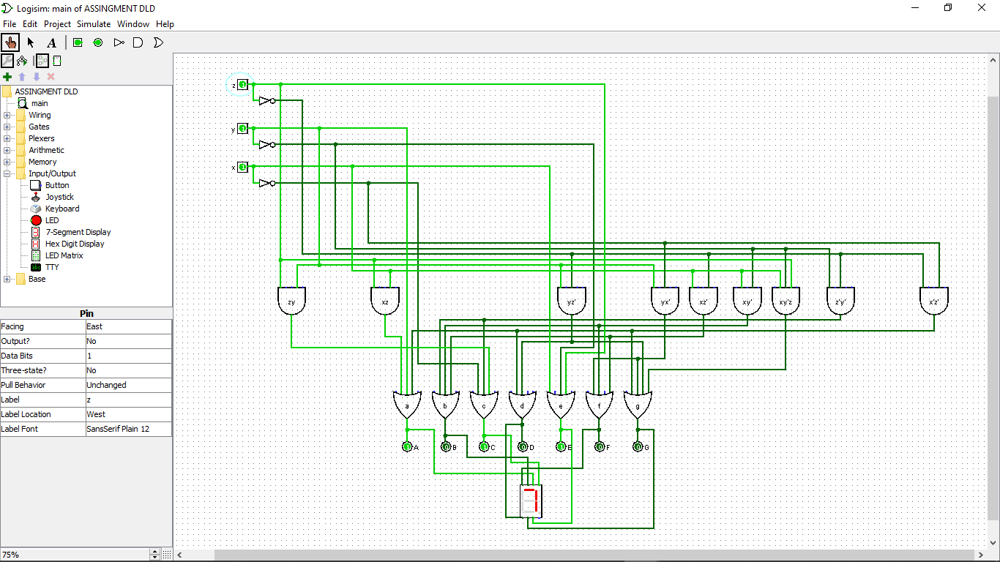 Logisim: main of ASSINGMENT DLD
File Edit Project Simulate Window Help
A
ASSINGMENT DLD
main
Wiring
Gates
Plexers
Arithmetic
Memory
Input/Output
Button
Joystick
Keyboard
LED
7-Segment Display
Hex Digit Display
LED Matrix
TTY
Base
Pin
Facing East
Output? No
Data Bits 1
Three-state? No
Pull Behavior Unchanged
Label z
Label Location West
Label Font SansSerif Plain 12
75%
z 1
y 1
x 1
zy xz yz' yx' xz' xy' xy'z z'y' x'z'
a b c d e f g
1 A 0 B 1 C 0 D 1 E 0 F 0 G